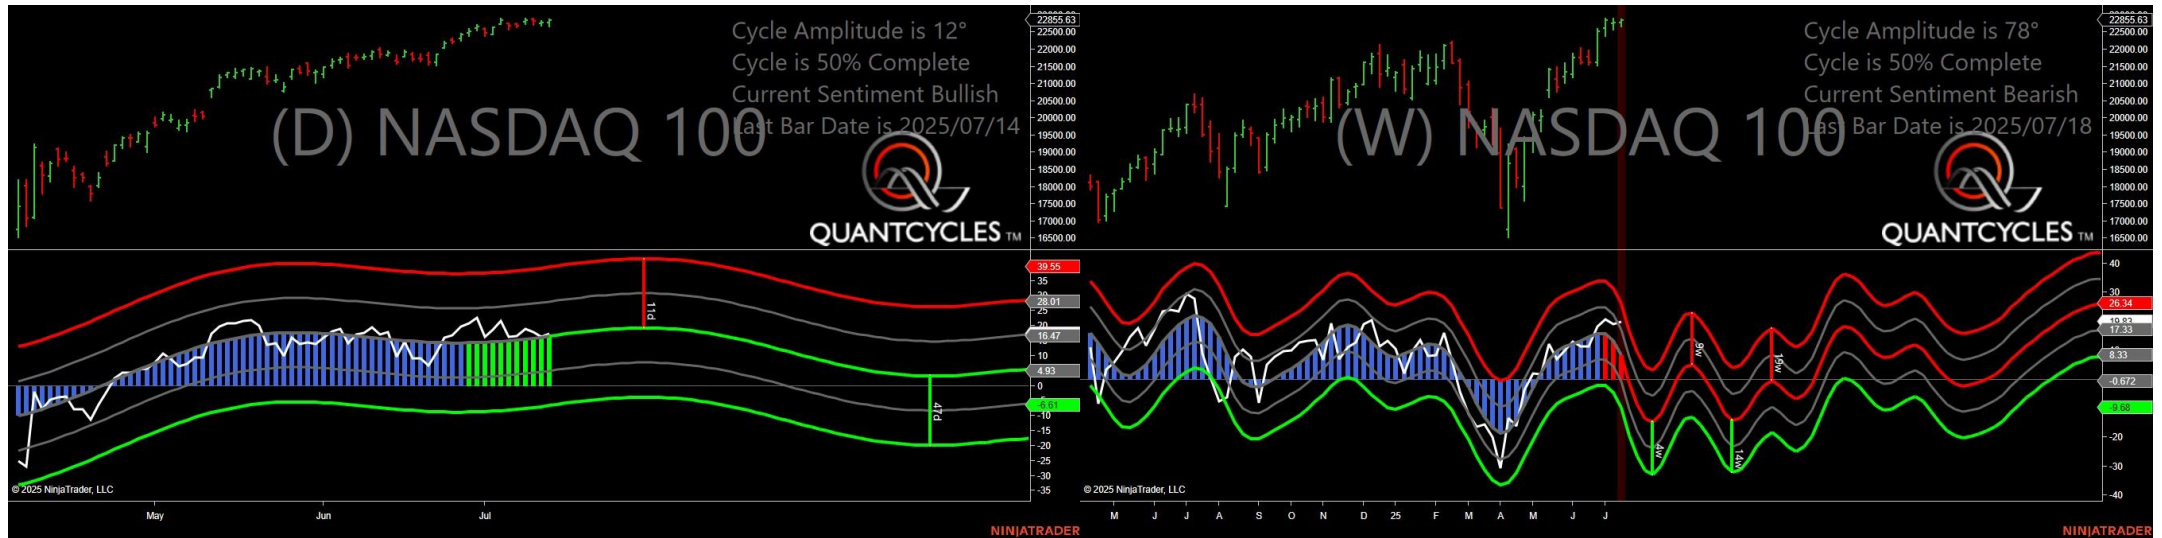 Cycle Amplitude is 12°
Cycle is 50% Complete
Current Sentiment Bullish
Last Bar Date is 2025/07/14
(D) NASDAQ 100
QUANTCYCLES TM
22855.63
22500.00
22000.00
21500.00
21000.00
20500.00
20000.00
19500.00
19000.00
18500.00
18000.00
17500.00
17000.00
16500.00
39.55
35
28.01
25
20
16.47
10
4.93
0
-6.61
-10
-15
-20
-25
-30
-35
11d
47d
© 2025 NinjaTrader, LLC
May Jun Jul
NINJATRADER
Cycle Amplitude is 78°
Cycle is 50% Complete
Current Sentiment Bearish
Last Bar Date is 2025/07/18
(W) NASDAQ 100
QUANTCYCLES TM
22855.63
22500.00
22000.00
21500.00
21000.00
20500.00
20000.00
19500.00
19000.00
18500.00
18000.00
17500.00
17000.00
16500.00
40
30
26.34
19.83
17.33
8.33
-0.672
-9.68
-20
-30
-40
4w
9w
14w
19w
© 2025 NinjaTrader, LLC
M J J A S O N D 25 F M A M J J
NINJATRADER